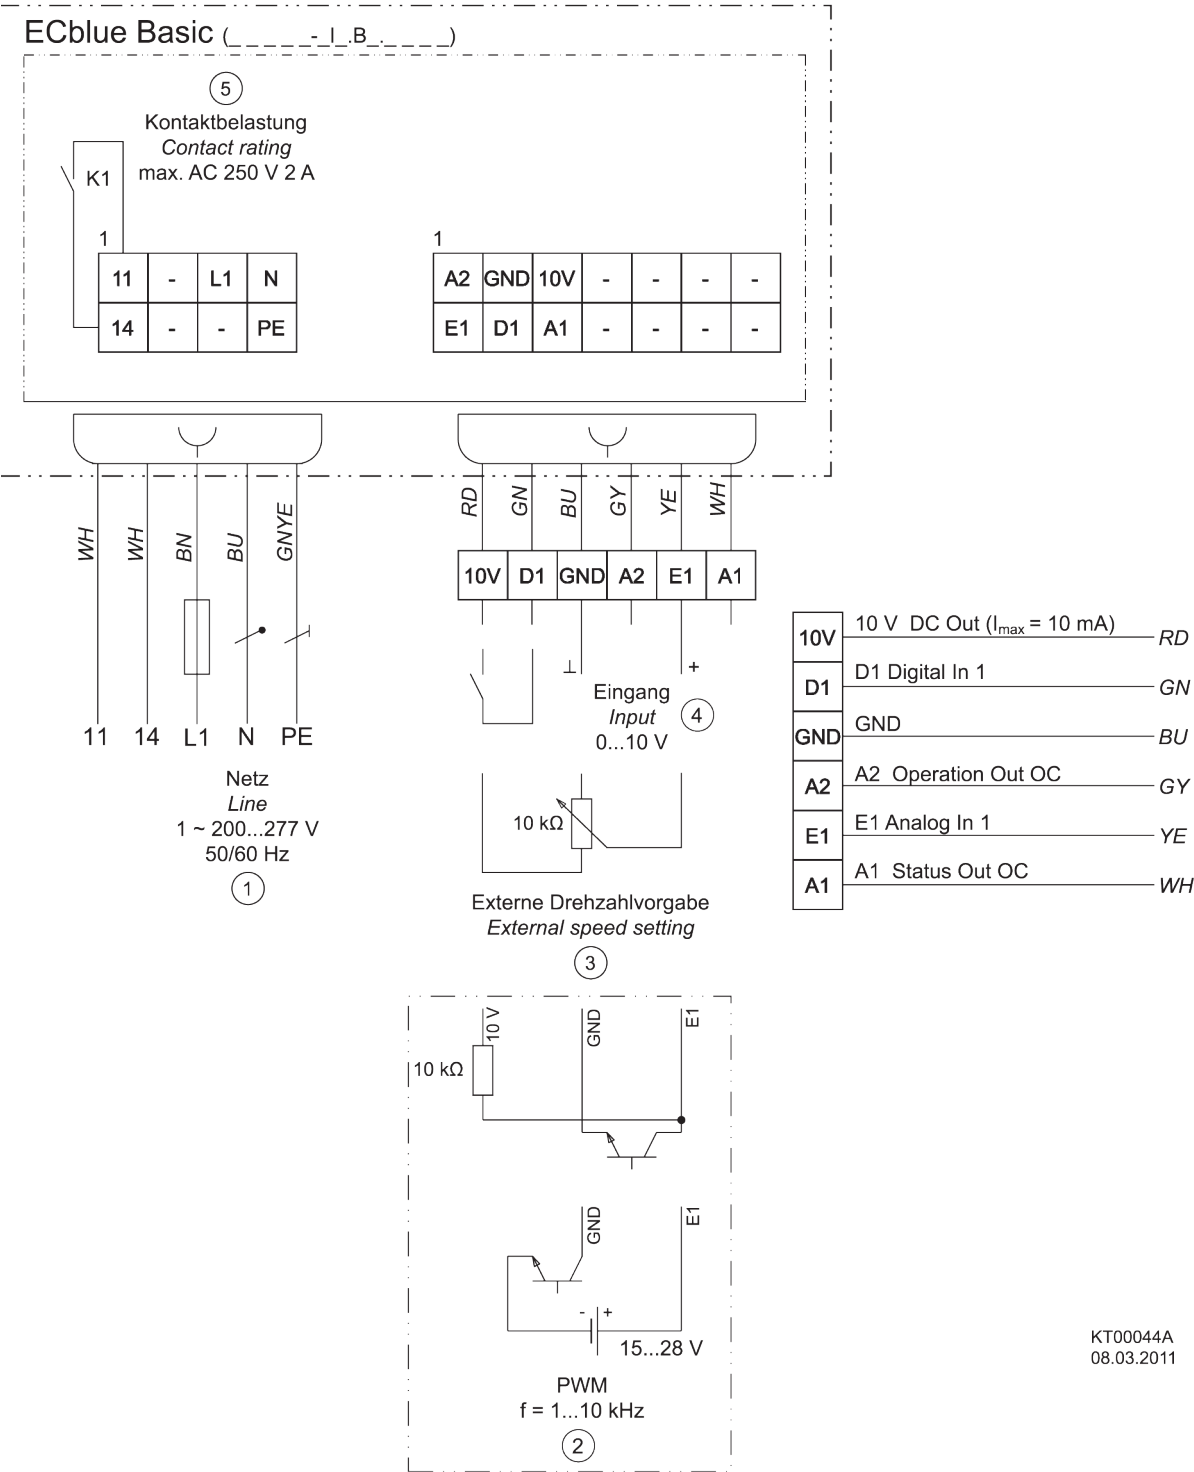 ECblue Basic (_ _ _ _ _-_I_.B_._ _ _ _)
5
Kontaktbelastung
Contact rating
max. AC 250 V 2 A
K1
1
11 - L1 N
14 - - PE
1
A2 GND 10V - - - -
E1 D1 A1 - - - -
WH WH BN BU GNYE
RD GN BU GY YE WH
10V D1 GND A2 E1 A1
11 14 L1 N PE
Netz
Line
1 ~ 200...277 V
50/60 Hz
1
⊥ +
Eingang
Input
0...10 V
4
10 kΩ
Externe Drehzahlvorgabe
External speed setting
3
10V 10 V DC Out (Imax = 10 mA) RD
D1 D1 Digital In 1 GN
GND GND BU
A2 A2 Operation Out OC GY
E1 E1 Analog In 1 YE
A1 A1 Status Out OC WH
10 V GND E1
10 kΩ
GND E1
- +
15...28 V
PWM
f = 1...10 kHz
2
KT00044A
08.03.2011